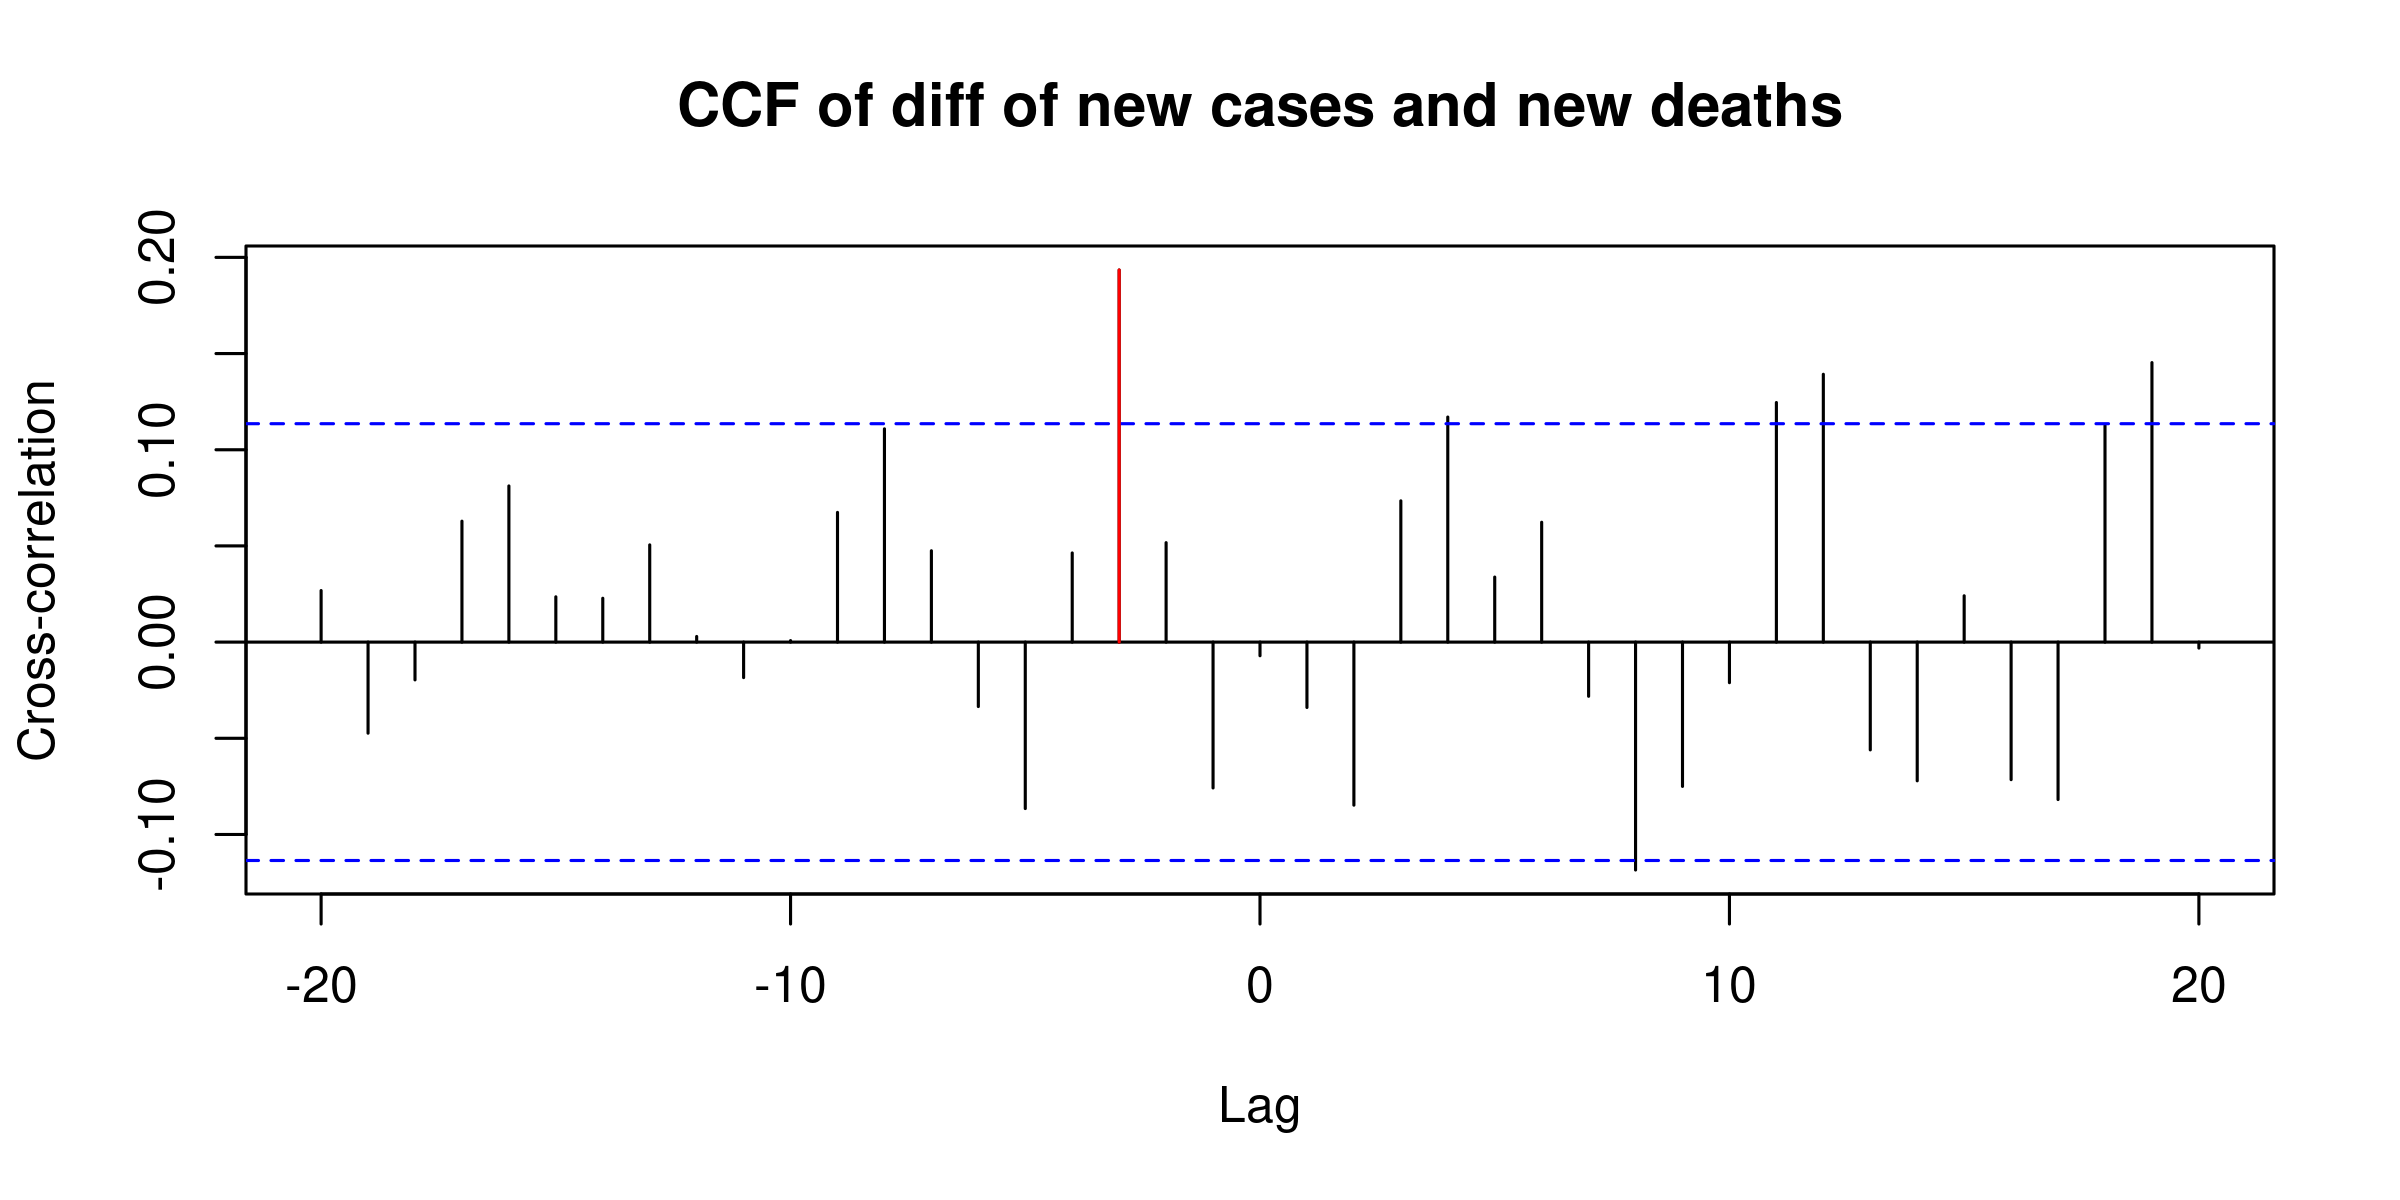 CCF of diff of new cases and new deaths
Cross-correlation
0.20
0.10
0.00
-0.10
-20 -10 0 10 20
Lag